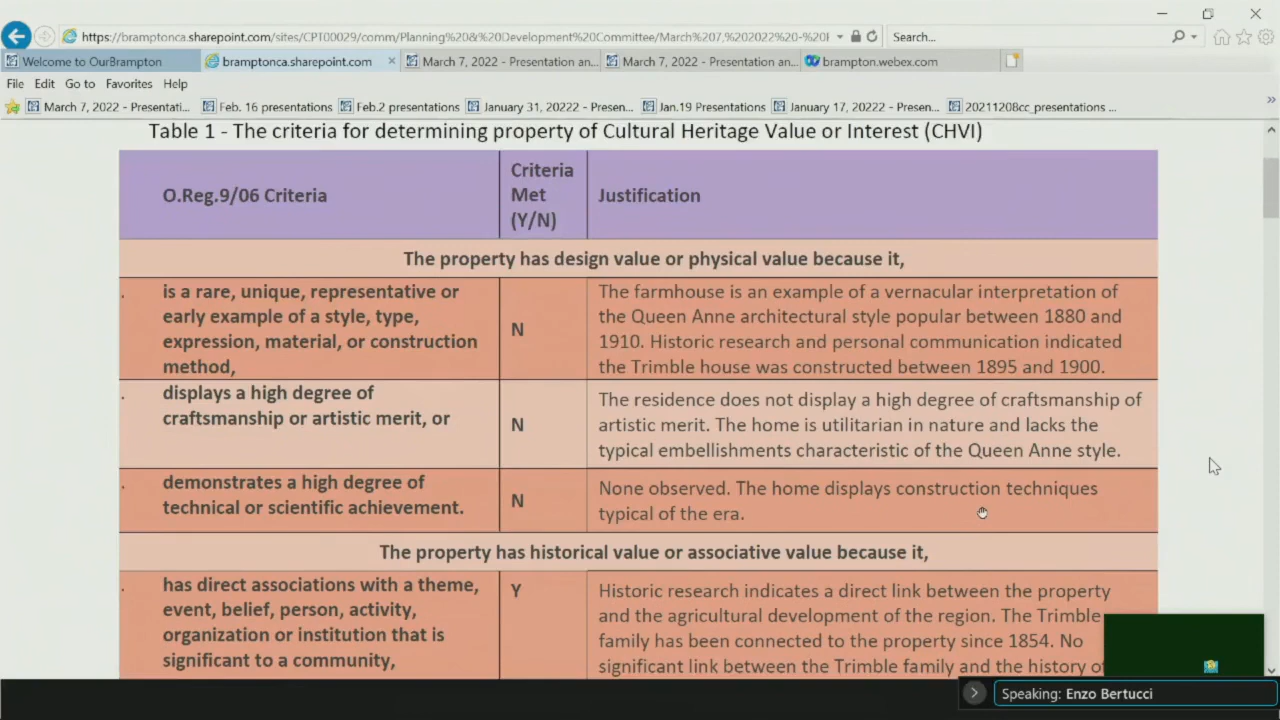 https://bramptonca.sharepoint.com/sites/CPT00029/comm/Planning%20&%20Development%20Committee/March%207,%202022%20-%20
Search...
Welcome to OurBrampton
bramptonca.sharepoint.com
March 7, 2022 - Presentation an...
March 7, 2022 - Presentation an...
brampton.webex.com
File Edit Go to Favorites Help
March 7, 2022 - Presentati...
Feb. 16 presentations
Feb.2 presentations
January 31, 20222 - Presen...
Jan.19 Presentations
January 17, 20222 - Presen...
20211208cc_presentations ...
Table 1 - The criteria for determining property of Cultural Heritage Value or Interest (CHVI)
O.Reg.9/06 Criteria
Criteria
Met
(Y/N)
Justification
The property has design value or physical value because it,
is a rare, unique, representative or
early example of a style, type,
expression, material, or construction
method,
N
The farmhouse is an example of a vernacular interpretation of
the Queen Anne architectural style popular between 1880 and
1910. Historic research and personal communication indicated
the Trimble house was constructed between 1895 and 1900.
displays a high degree of
craftsmanship or artistic merit, or
N
The residence does not display a high degree of craftsmanship of
artistic merit. The home is utilitarian in nature and lacks the
typical embellishments characteristic of the Queen Anne style.
demonstrates a high degree of
technical or scientific achievement.
N
None observed. The home displays construction techniques
typical of the era.
The property has historical value or associative value because it,
has direct associations with a theme,
event, belief, person, activity,
organization or institution that is
significant to a community,
Y
Historic research indicates a direct link between the property
and the agricultural development of the region. The Trimble
family has been connected to the property since 1854. No
significant link between the Trimble family and the history of
Speaking: Enzo Bertucci